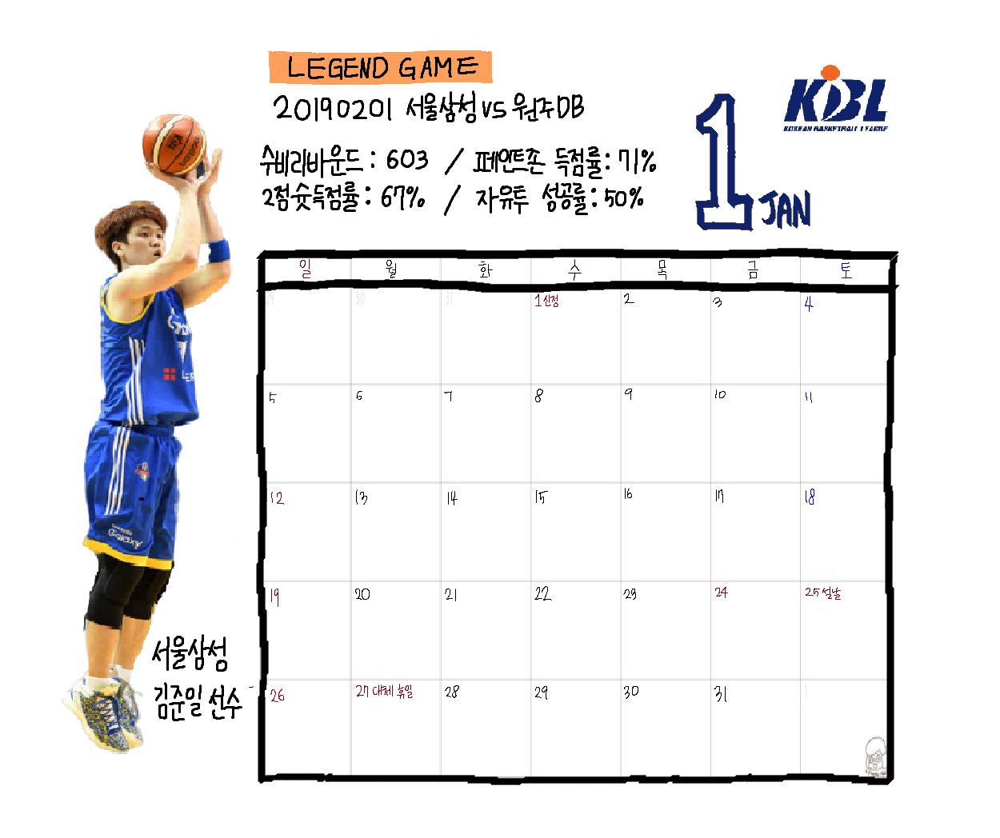 LEGEND GAME
20190201 서울삼성 vs 원주DB
수비리바운드 : 603 / 페인트존 득점률 : 71%
2점슛득점률 : 67% / 자유투 성공률 : 50%
1 JAN
KBL
KOREAN BASKETBALL LEAGUE
일 월 화 수 목 금 토
29 30 31 1 신정 2 3 4
5 6 7 8 9 10 11
12 13 14 15 16 17 18
19 20 21 22 23 24 25 설날
26 27 대체 휴일 28 29 30 31 1
Galaxy
서울삼성
김준일 선수